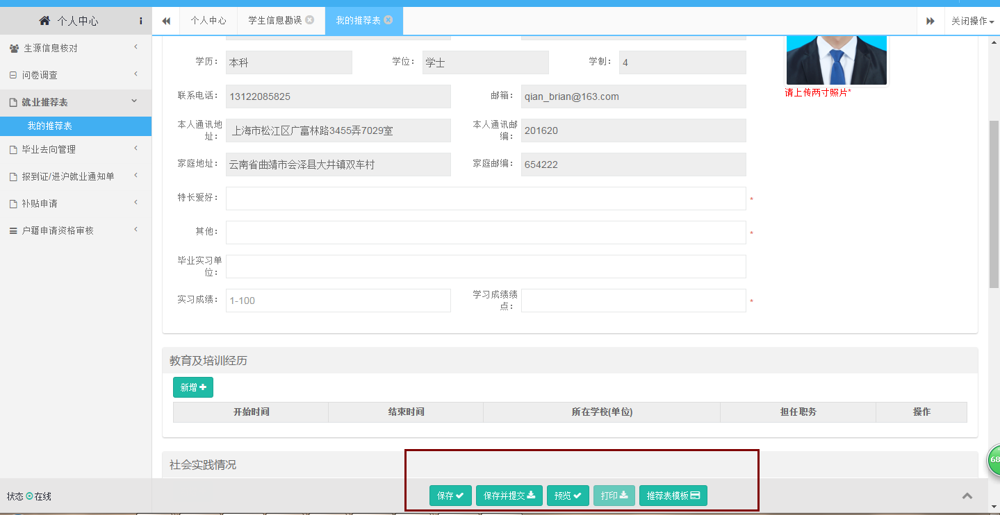 个人中心
个人中心 学生信息勘误 我的推荐表 关闭操作
生源信息核对
问卷调查
就业推荐表
我的推荐表
毕业去向管理
报到证/进沪就业通知单
补贴申请
户籍申请资格审核
学历： 本科 学位： 学士 学制： 4
请上传两寸照片*
联系电话： 13122085825 邮箱： qian_brian@163.com
本人通讯地址： 上海市松江区广富林路3455弄7029室 本人通讯邮编： 201620
家庭地址： 云南省曲靖市会泽县大井镇双车村 家庭邮编： 654222
特长爱好： *
其他： *
毕业实习单位：
实习成绩： 1-100 学习成绩绩点： *
教育及培训经历
新增
开始时间 结束时间 所在学校(单位) 担任职务 操作
社会实践情况
68
状态 在线 保存 保存并提交 预览 打印 推荐表模板